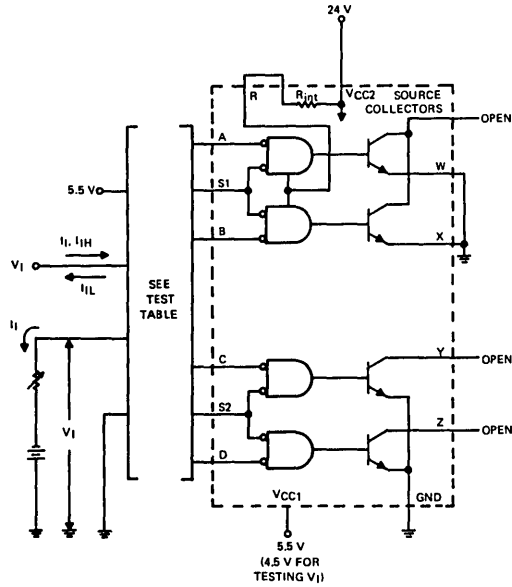 24 V
R
Rint
VCC2
SOURCE
COLLECTORS
OPEN
A
W
5.5 V
S1
II, IIH
B
X
VI
IIL
SEE
TEST
TABLE
II
C
Y
OPEN
VI
S2
Z
OPEN
D
VCC1
GND
5.5 V
(4.5 V FOR
TESTING VI)